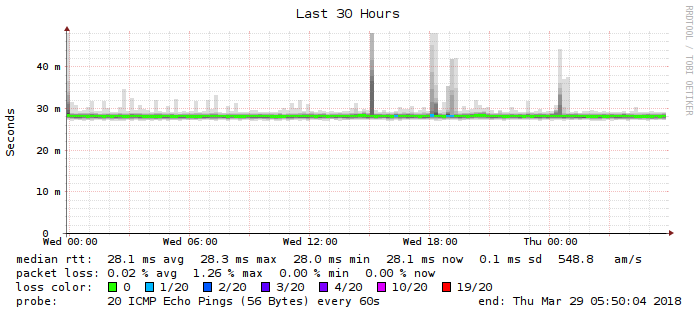 Last 30 Hours
RRDTOOL / TOBI OETIKER
Seconds
40 m
30 m
20 m
10 m
0
Wed 00:00 Wed 06:00 Wed 12:00 Wed 18:00 Thu 00:00
median rtt: 28.1 ms avg 28.3 ms max 28.0 ms min 28.1 ms now 0.1 ms sd 548.8 am/s
packet loss: 0.02 % avg 1.26 % max 0.00 % min 0.00 % now
loss color: 0 1/20 2/20 3/20 4/20 10/20 19/20
probe: 20 ICMP Echo Pings (56 Bytes) every 60s end: Thu Mar 29 05:50:04 2018